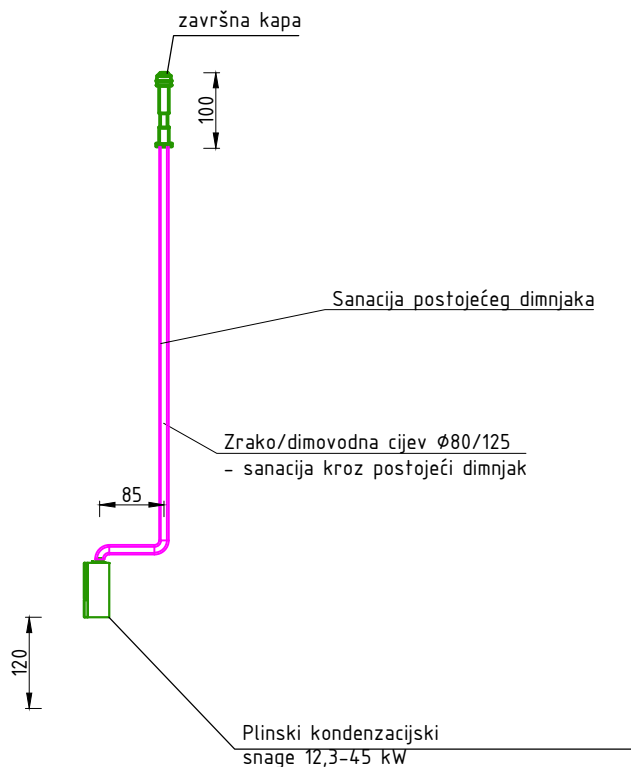 završna kapa
100
Sanacija postojećeg dimnjaka
Zrako/dimovodna cijev Ø80/125
- sanacija kroz postojeći dimnjak
85
120
Plinski kondenzacijski
snage 12,3-45 kW